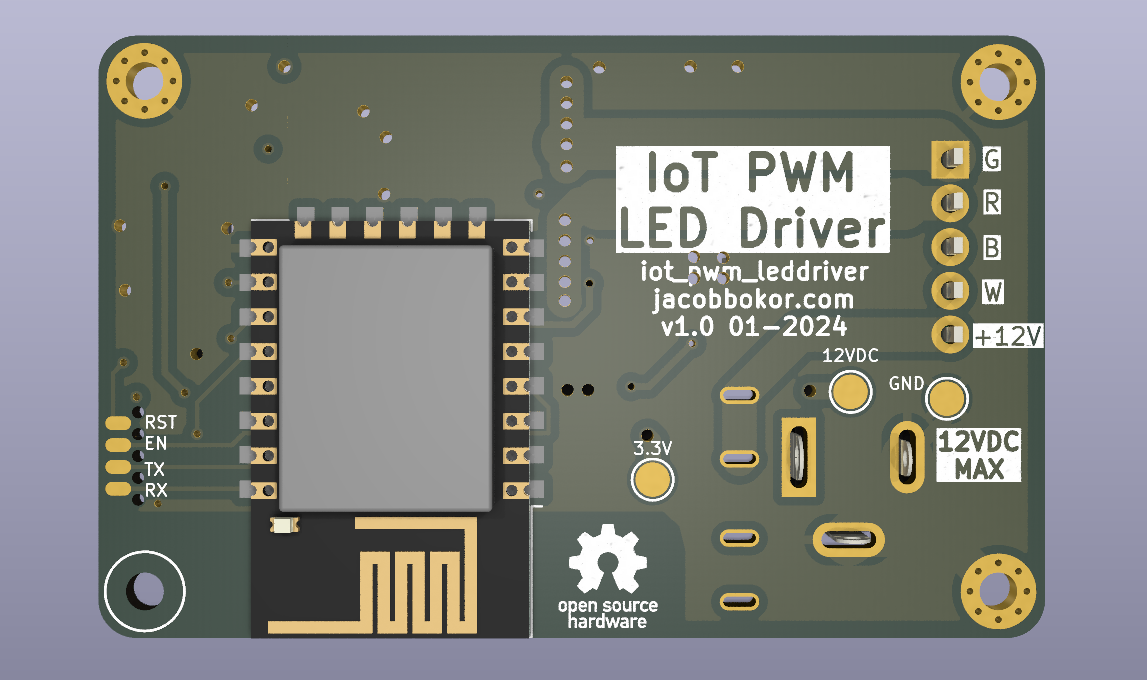 IoT PWM
LED Driver
iot_pwm_leddriver
jacobbokor.com
v1.0 01-2024
G
R
B
W
+12V
12VDC
GND
12VDC
MAX
3.3V
RST
EN
TX
RX
open source
hardware